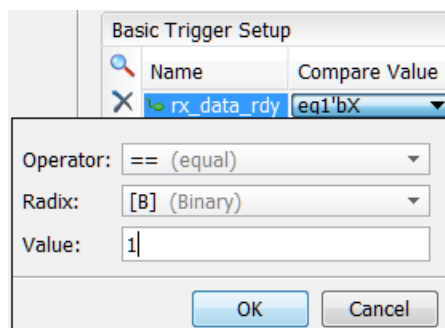 Basic Trigger Setup
Name Compare Value
rx_data_rdy eq1'bX
Operator: == (equal)
Radix: [B] (Binary)
Value: 1
OK Cancel